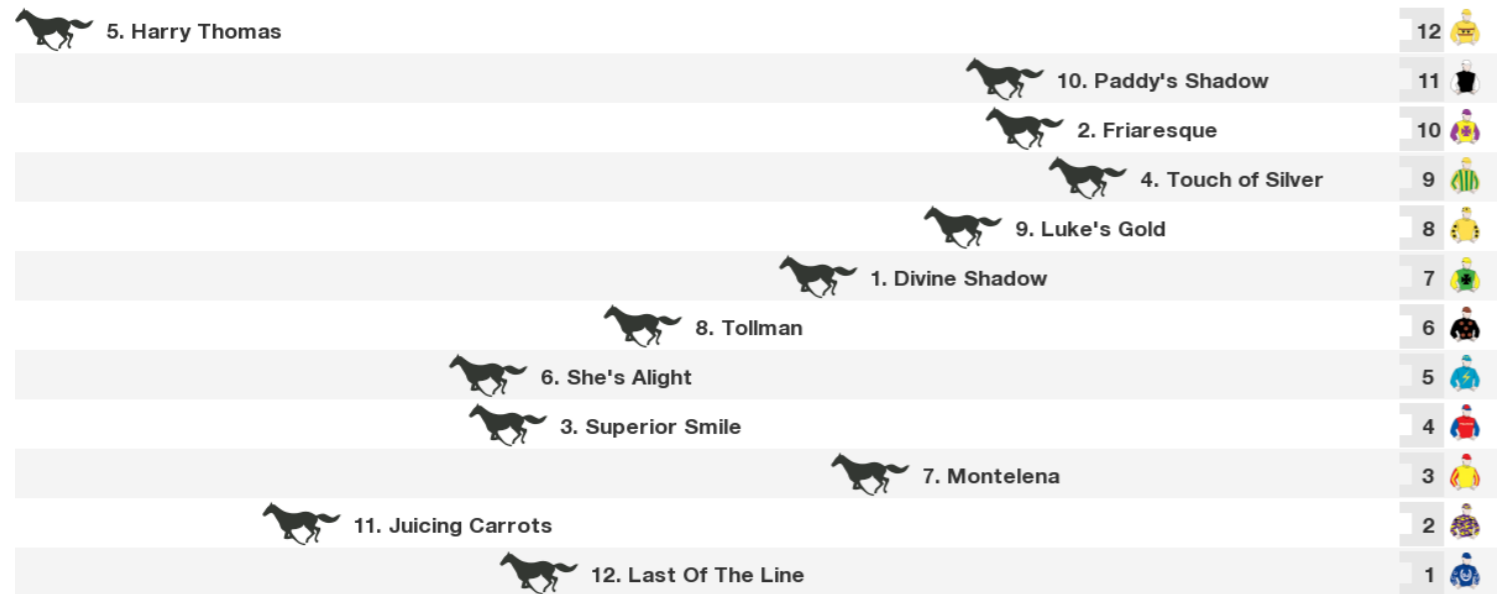 5. Harry Thomas 12
10. Paddy's Shadow 11
2. Friaresque 10
4. Touch of Silver 9
9. Luke's Gold 8
1. Divine Shadow 7
8. Tollman 6
6. She's Alight 5
3. Superior Smile 4
7. Montelena 3
11. Juicing Carrots 2
12. Last Of The Line 1